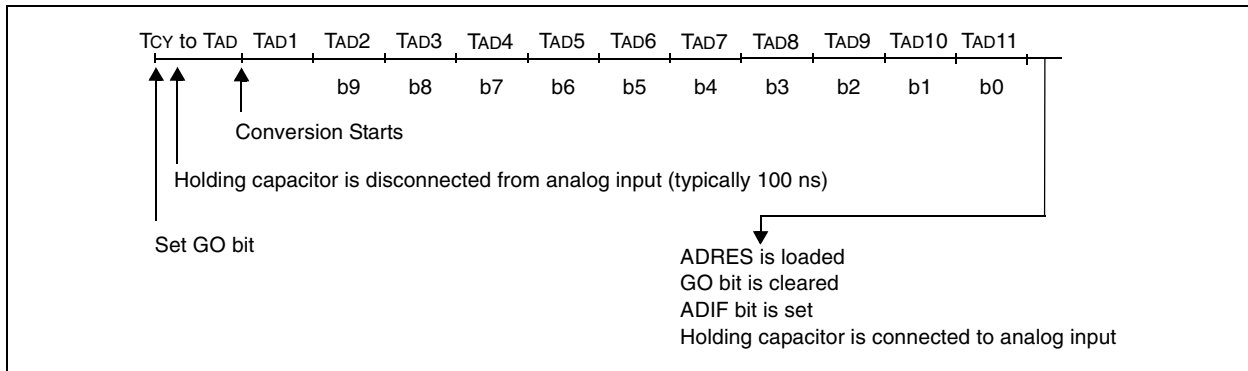 TCY to TAD TAD1 TAD2 TAD3 TAD4 TAD5 TAD6 TAD7 TAD8 TAD9 TAD10 TAD11
b9 b8 b7 b6 b5 b4 b3 b2 b1 b0
Conversion Starts
Holding capacitor is disconnected from analog input (typically 100 ns)
Set GO bit
ADRES is loaded
GO bit is cleared
ADIF bit is set
Holding capacitor is connected to analog input